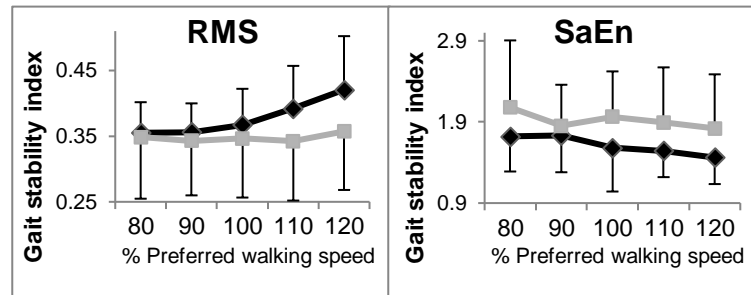 RMS
Gait stability index
0.45
0.35
0.25
80 90 100 110 120
% Preferred walking speed
SaEn
Gait stability index
2.9
1.9
0.9
80 90 100 110 120
% Preferred walking speed